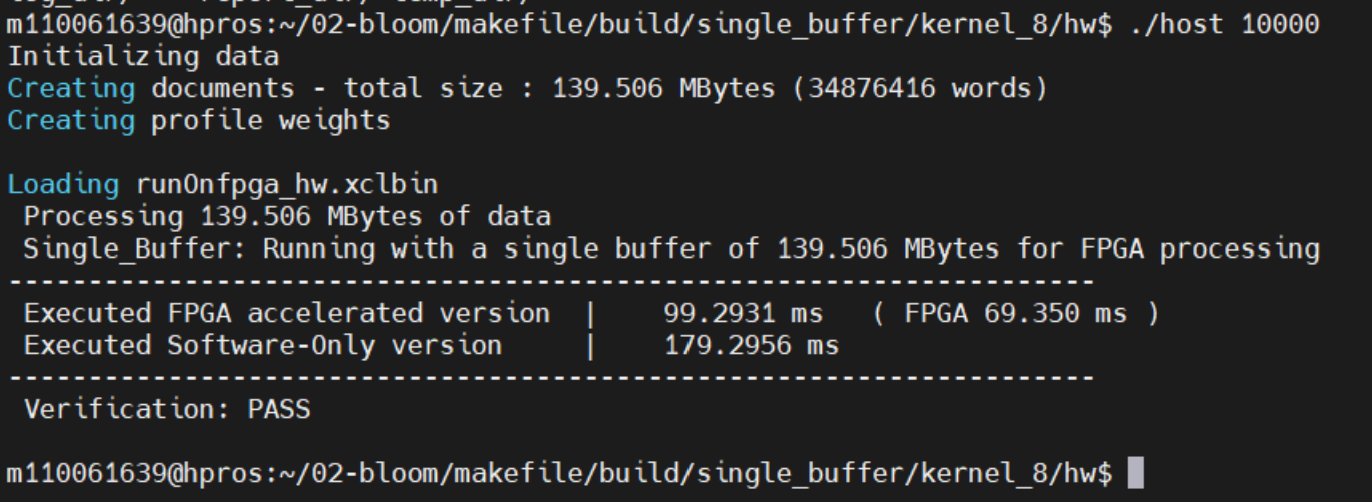 m110061639@hpros:~/02-bloom/makefile/build/single_buffer/kernel_8/hw$ ./host 10000
Initializing data
Creating documents - total size : 139.506 MBytes (34876416 words)
Creating profile weights
Loading runOnfpga_hw.xclbin
Processing 139.506 MBytes of data
Single_Buffer: Running with a single buffer of 139.506 MBytes for FPGA processing
--------------------------------------------------------------------
Executed FPGA accelerated version | 99.2931 ms ( FPGA 69.350 ms )
Executed Software-Only version | 179.2956 ms
--------------------------------------------------------------------
Verification: PASS
m110061639@hpros:~/02-bloom/makefile/build/single_buffer/kernel_8/hw$